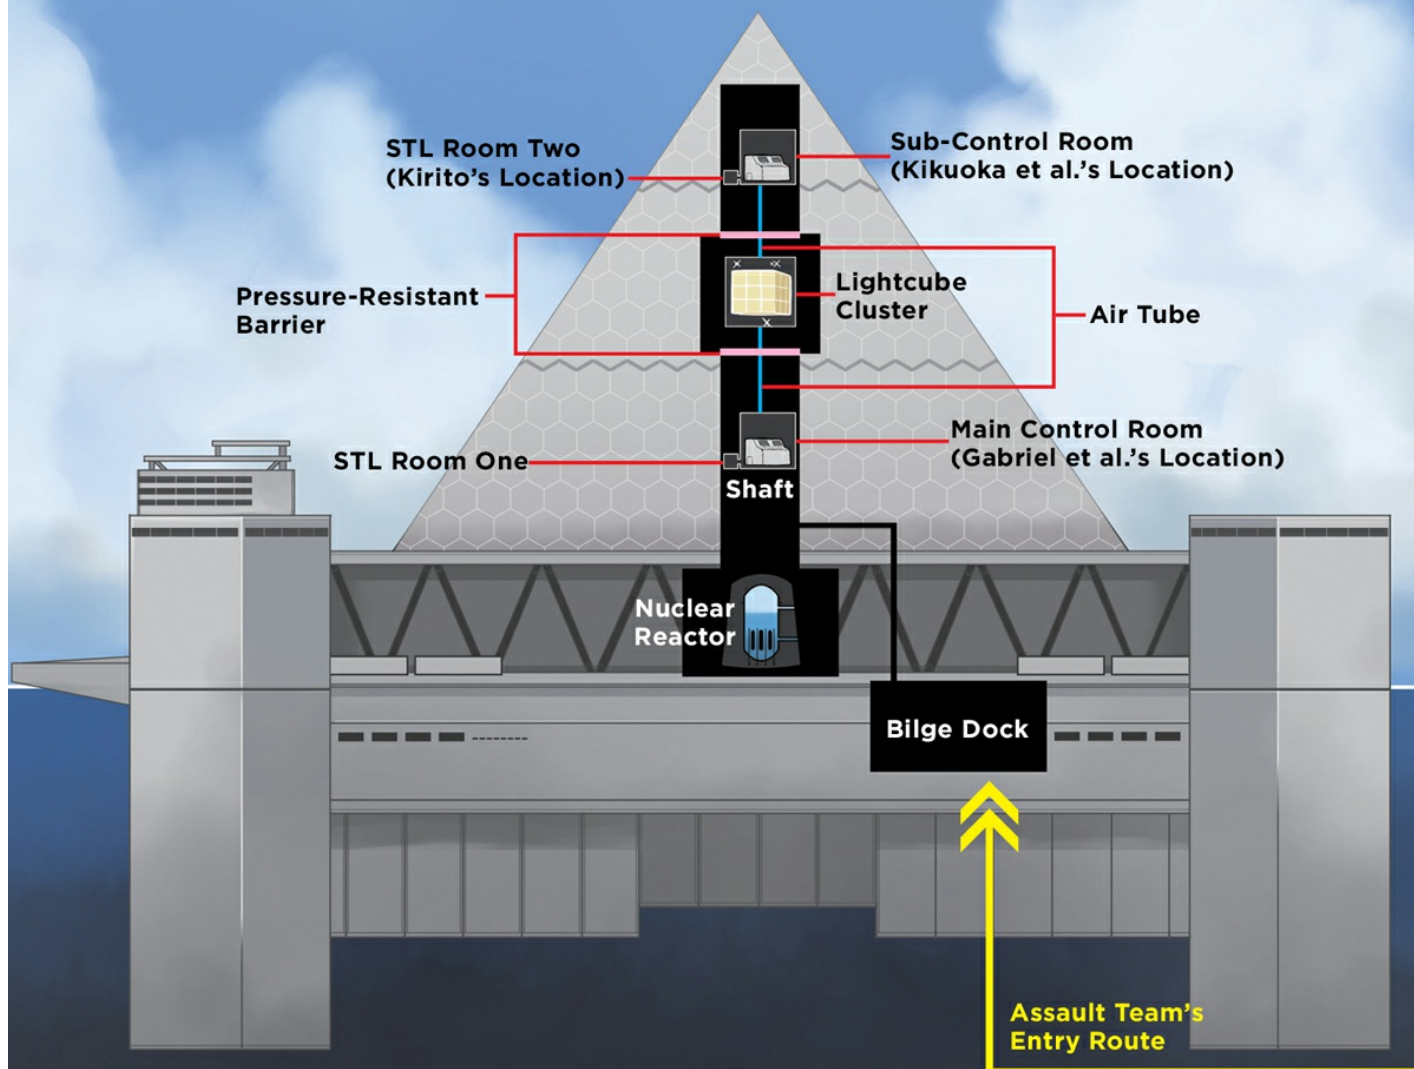 STL Room Two
(Kirito's Location)
Sub-Control Room
(Kikuoka et al.'s Location)
Pressure-Resistant
Barrier
Lightcube
Cluster
Air Tube
STL Room One
Main Control Room
(Gabriel et al.'s Location)
Shaft
Nuclear
Reactor
Bilge Dock
Assault Team's
Entry Route